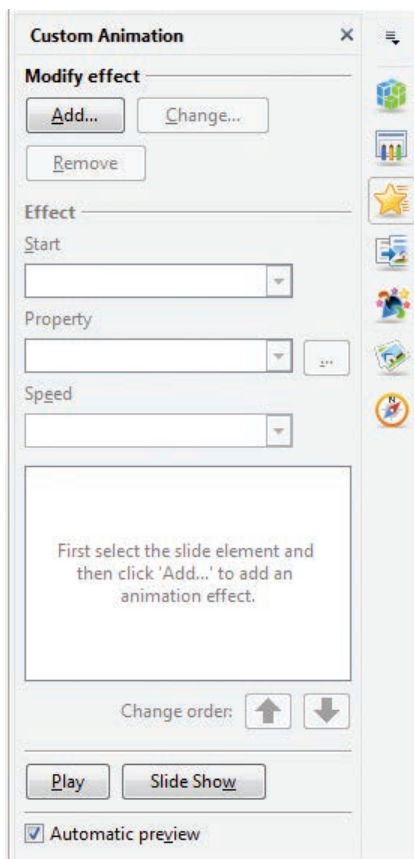 Custom Animation
Modify effect
Add...
Change...
Remove
Effect
Start
Property
...
Speed
First select the slide element and
then click 'Add...' to add an
animation effect.
Change order:
Play
Slide Show
Automatic preview
N